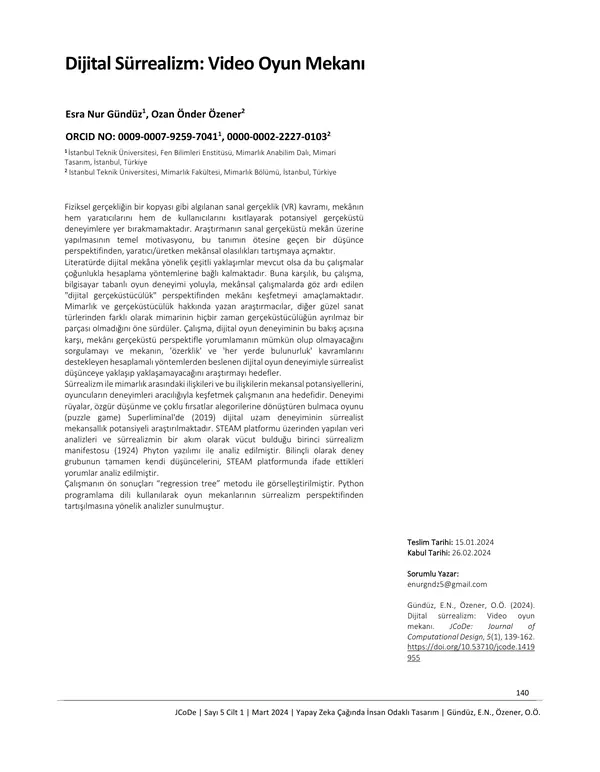 Dijital Sürrealizm: Video Oyun Mekanı
Esra Nur Gündüz¹, Ozan Önder Özener²
ORCID NO: 0009-0007-9259-7041¹, 0000-0002-2227-0103²
¹ İstanbul Teknik Üniversitesi, Fen Bilimleri Enstitüsü, Mimarlık Anabilim Dalı, Mimari
Tasarım, İstanbul, Türkiye
² Istanbul Teknik Üniversitesi, Mimarlık Fakültesi, Mimarlık Bölümü, İstanbul, Türkiye
Fiziksel gerçekliğin bir kopyası gibi algılanan sanal gerçeklik (VR) kavramı, mekânın
hem yaratıcılarını hem de kullanıcılarını kısıtlayarak potansiyel gerçeküstü
deneyimlere yer bırakmamaktadır. Araştırmanın sanal gerçeküstü mekân üzerine
yapılmasının temel motivasyonu, bu tanımın ötesine geçen bir düşünce
perspektifinden, yaratıcı/üretken mekânsal olasılıkları tartışmaya açmaktır.
Literatürde dijital mekâna yönelik çeşitli yaklaşımlar mevcut olsa da bu çalışmalar
çoğunlukla hesaplama yöntemlerine bağlı kalmaktadır. Buna karşılık, bu çalışma,
bilgisayar tabanlı oyun deneyimi yoluyla, mekânsal çalışmalarda göz ardı edilen
"dijital gerçeküstücülük" perspektifinden mekânı keşfetmeyi amaçlamaktadır.
Mimarlık ve gerçeküstücülük hakkında yazan araştırmacılar, diğer güzel sanat
türlerinden farklı olarak mimarinin hiçbir zaman gerçeküstücülüğün ayrılmaz bir
parçası olmadığını öne sürdüler. Çalışma, dijital oyun deneyiminin bu bakış açısına
karşı, mekânı gerçeküstü perspektifle yorumlamanın mümkün olup olmayacağını
sorgulamayı ve mekanın, 'özerklik' ve 'her yerde bulunurluk' kavramlarını
destekleyen hesaplamalı yöntemlerden beslenen dijital oyun deneyimiyle sürrealist
düşünceye yaklaşıp yaklaşamayacağını araştırmayı hedefler.
Sürrealizm ile mimarlık arasındaki ilişkileri ve bu ilişkilerin mekansal potansiyellerini,
oyuncuların deneyimleri aracılığıyla keşfetmek çalışmanın ana hedefidir. Deneyimi
rüyalar, özgür düşünme ve çoklu fırsatlar alegorilerine dönüştüren bulmaca oyunu
(puzzle game) Superliminal'de (2019) dijital uzam deneyiminin sürrealist
mekansallık potansiyeli araştırılmaktadır. STEAM platformu üzerinden yapılan veri
analizleri ve sürrealizmin bir akım olarak vücut bulduğu birinci sürrealizm
manifestosu (1924) Phyton yazılımı ile analiz edilmiştir. Bilinçli olarak deney
grubunun tamamen kendi düşüncelerini, STEAM platformunda ifade ettikleri
yorumlar analiz edilmiştir.
Çalışmanın ön sonuçları “regression tree” metodu ile görselleştirilmiştir. Python
programlama dili kullanılarak oyun mekanlarının sürrealizm perspektifinden
tartışılmasına yönelik analizler sunulmuştur.
Teslim Tarihi: 15.01.2024
Kabul Tarihi: 26.02.2024
Sorumlu Yazar:
enurgndz5@gmail.com
Gündüz, E.N., Özener, O.Ö. (2024).
Dijital sürrealizm: Video oyun
mekanı. JCoDe: Journal of
Computational Design, 5(1), 139-162.
https://doi.org/10.53710/jcode.1419
955
140
JCoDe | Sayı 5 Cilt 1 | Mart 2024 | Yapay Zeka Çağında İnsan Odaklı Tasarım | Gündüz, E.N., Özener, O.Ö.